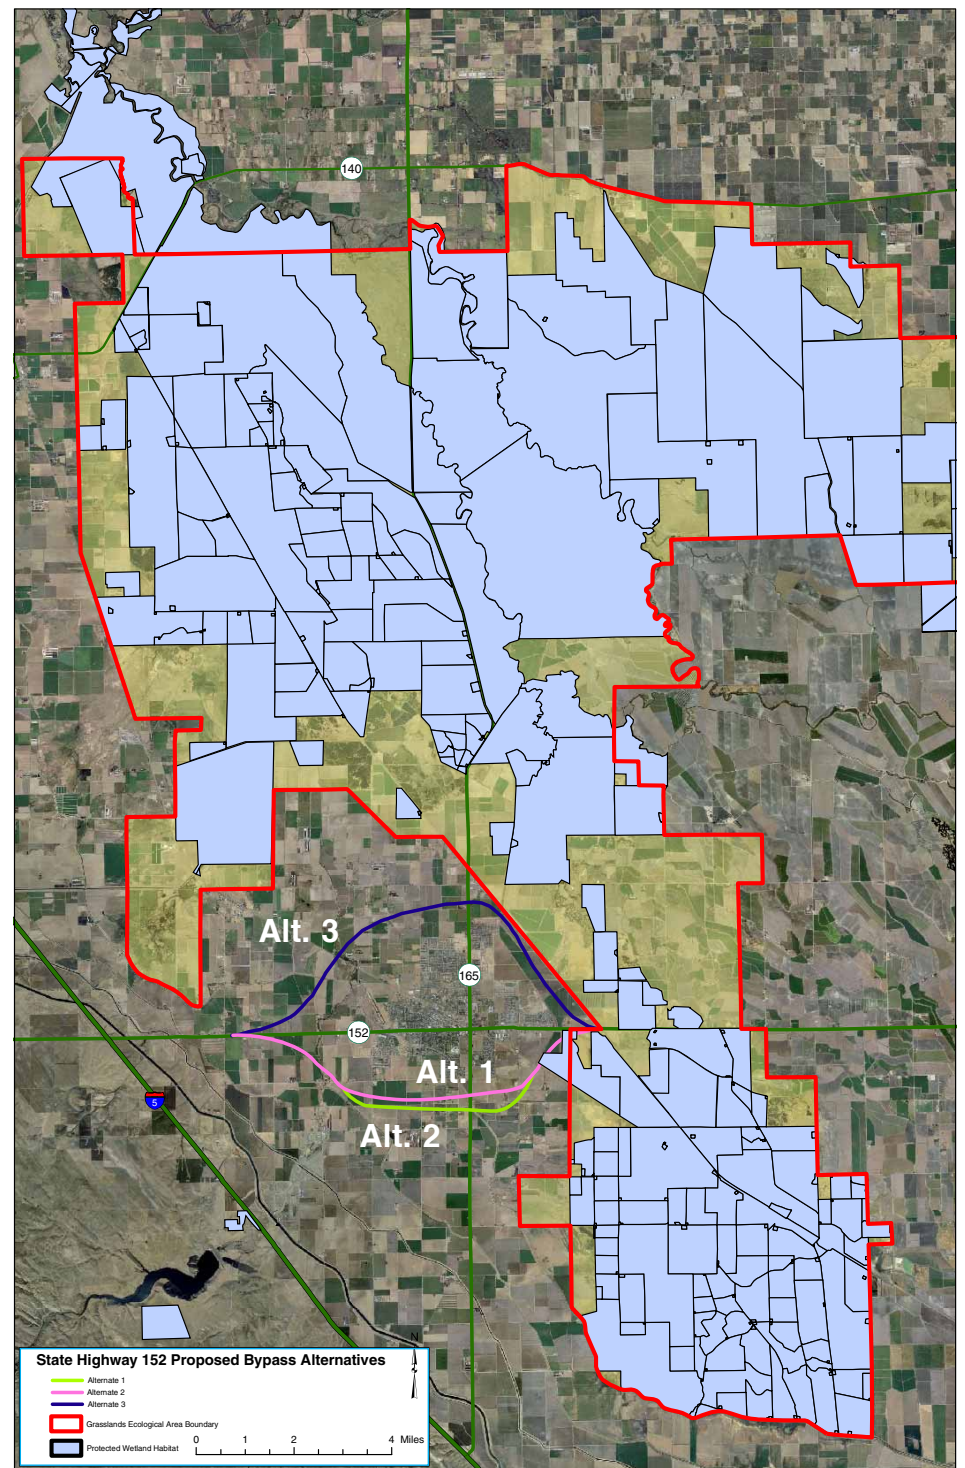 140
Alt. 3
165
152
Alt. 1
5
Alt. 2
N
State Highway 152 Proposed Bypass Alternatives
Alternate 1
Alternate 2
Alternate 3
Grasslands Ecological Area Boundary
Protected Wetland Habitat
0 1 2 4 Miles